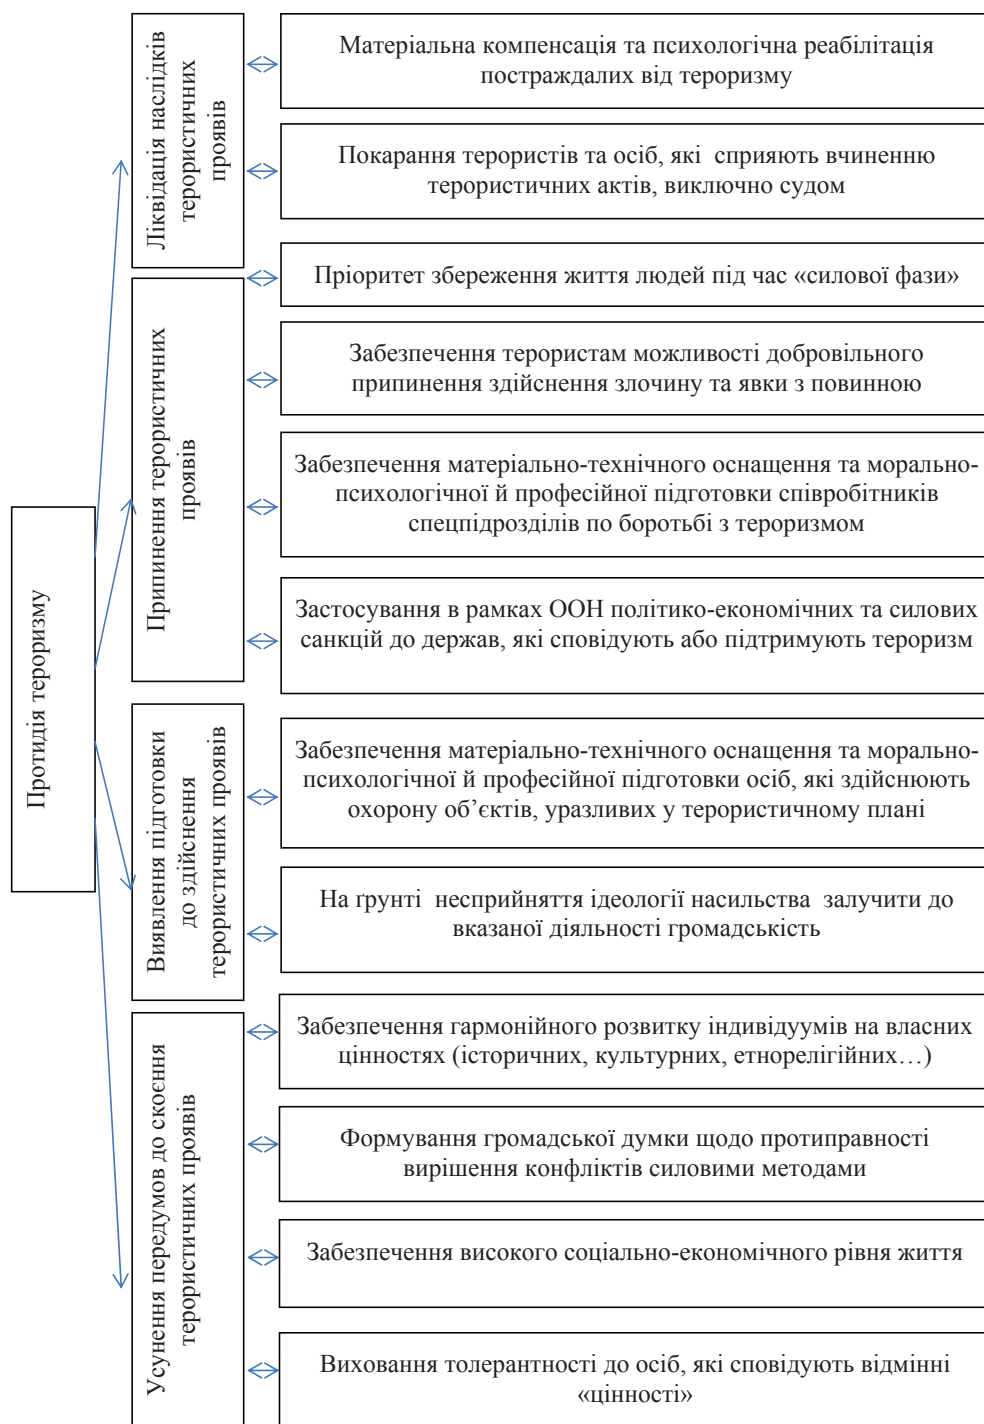 Протидія тероризму
Ліквідація наслідків
терористичних
проявів
Матеріальна компенсація та психологічна реабілітація
постраждалих від тероризму
Покарання терористів та осіб, які сприяють вчиненню
терористичних актів, виключно судом
Припинення терористичних
проявів
Пріоритет збереження життя людей під час «силової фази»
Забезпечення терористам можливості добровільного
припинення здійснення злочину та явки з повинною
Забезпечення матеріально-технічного оснащення та морально-
психологічної й професійної підготовки співробітників
спецпідрозділів по боротьбі з тероризмом
Застосування в рамках ООН політико-економічних та силових
санкцій до держав, які сповідують або підтримують тероризм
Виявлення підготовки
до здійснення
терористичних проявів
Забезпечення матеріально-технічного оснащення та морально-
психологічної й професійної підготовки осіб, які здійснюють
охорону об’єктів, уразливих у терористичному плані
На ґрунті несприйняття ідеології насильства залучити до
вказаної діяльності громадськість
Усунення передумов до скоєння
терористичних проявів
Забезпечення гармонійного розвитку індивідуумів на власних
цінностях (історичних, культурних, етнорелігійних…)
Формування громадської думки щодо протиправності
вирішення конфліктів силовими методами
Забезпечення високого соціально-економічного рівня життя
Виховання толерантності до осіб, які сповідують відмінні
«цінності»